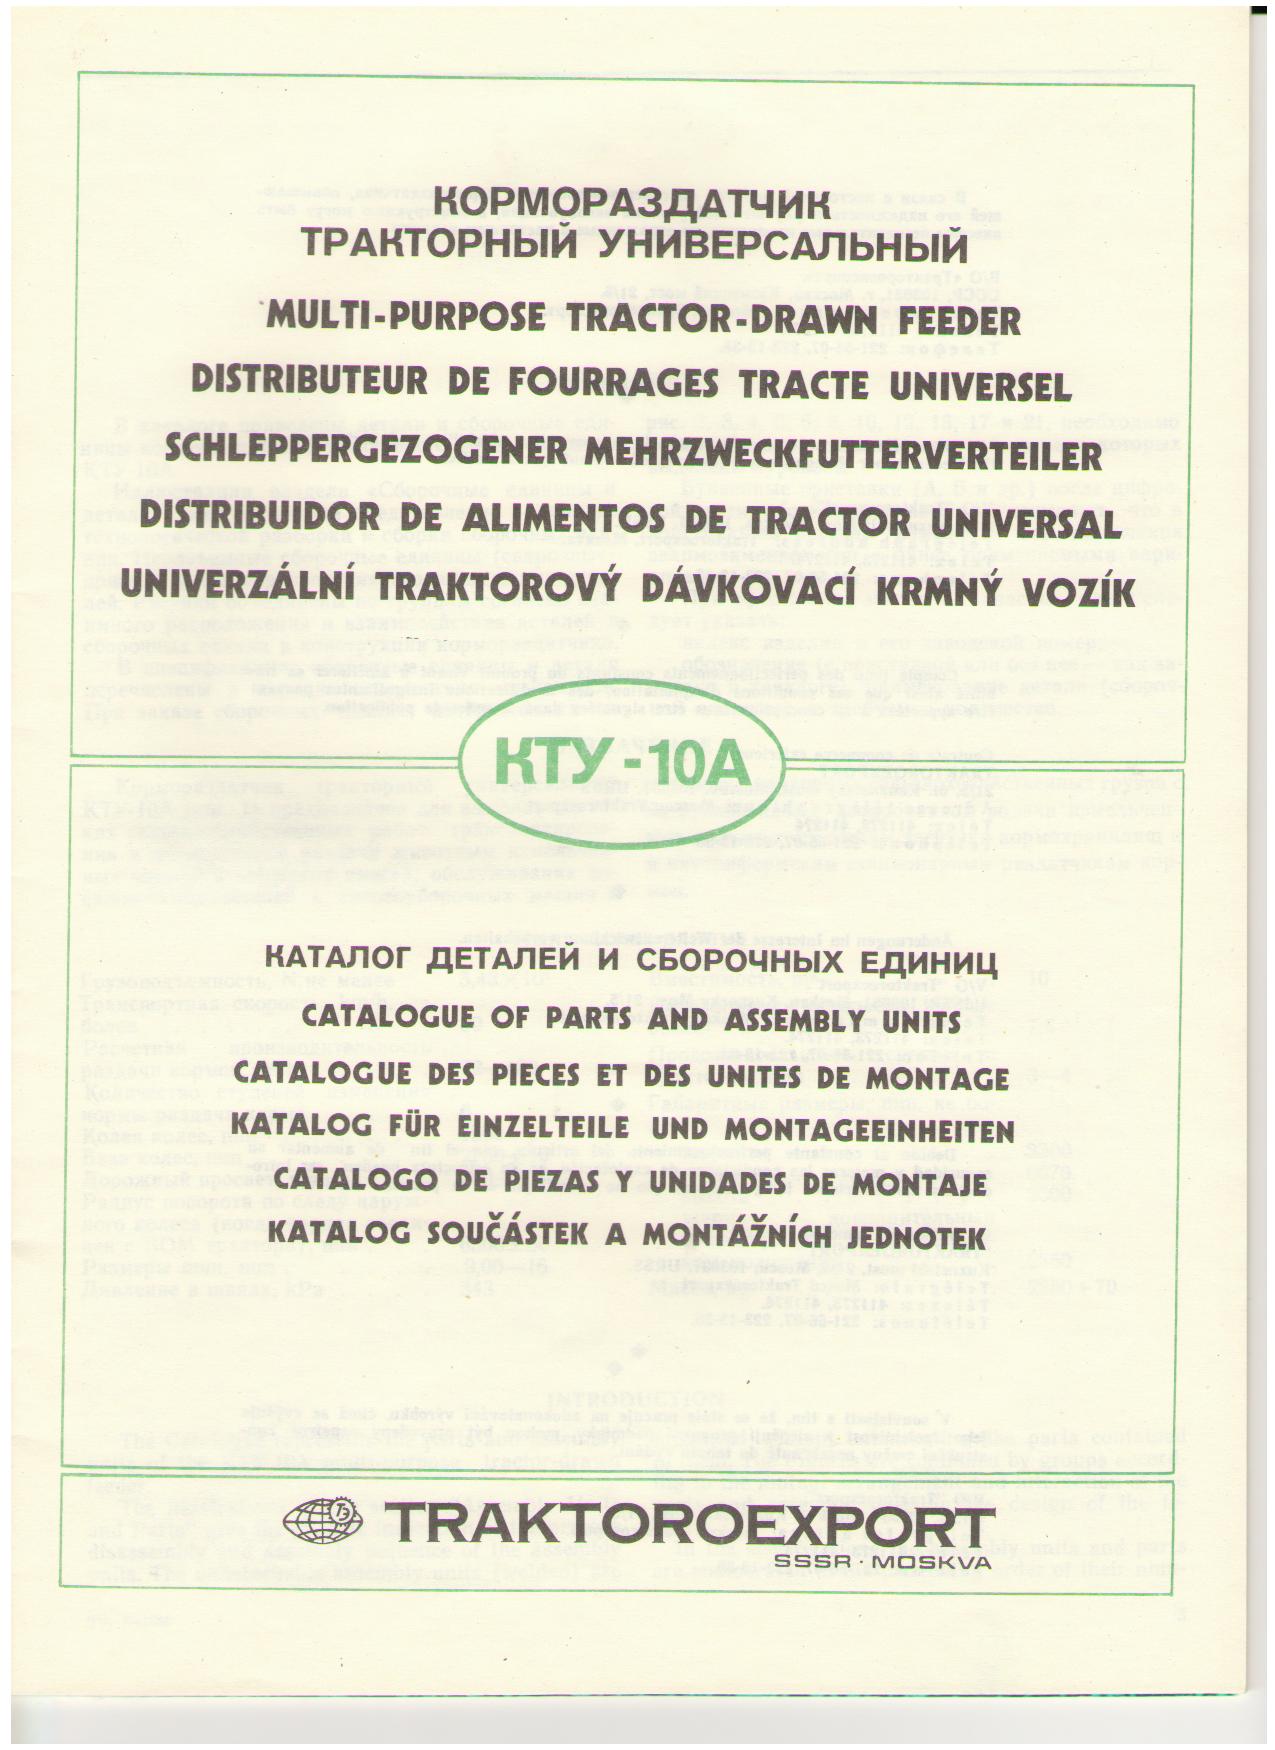 КОРМОРАЗДАТЧИК
ТРАКТОРНЫЙ УНИВЕРСАЛЬНЫЙ
MULTI-PURPOSE TRACTOR-DRAWN FEEDER
DISTRIBUTEUR DE FOURRAGES TRACTE UNIVERSEL
SCHLEPPERGEZOGENER MEHRZWECKFUTTERVERTEILER
DISTRIBUIDOR DE ALIMENTOS DE TRACTOR UNIVERSAL
UNIVERZÁLNÍ TRAKTOROVÝ DÁVKOVACÍ KRMNÝ VOZÍK
КТУ-10А
КАТАЛОГ ДЕТАЛЕЙ И СБОРОЧНЫХ ЕДИНИЦ
CATALOGUE OF PARTS AND ASSEMBLY UNITS
CATALOGUE DES PIECES ET DES UNITES DE MONTAGE
KATALOG FÜR EINZELTEILE UND MONTAGEEINHEITEN
CATALOGO DE PIEZAS Y UNIDADES DE MONTAJE
KATALOG SOUČÁSTEK A MONTÁŽNÍCH JEDNOTEK
TRAKTOROEXPORT
SSSR · MOSKVA